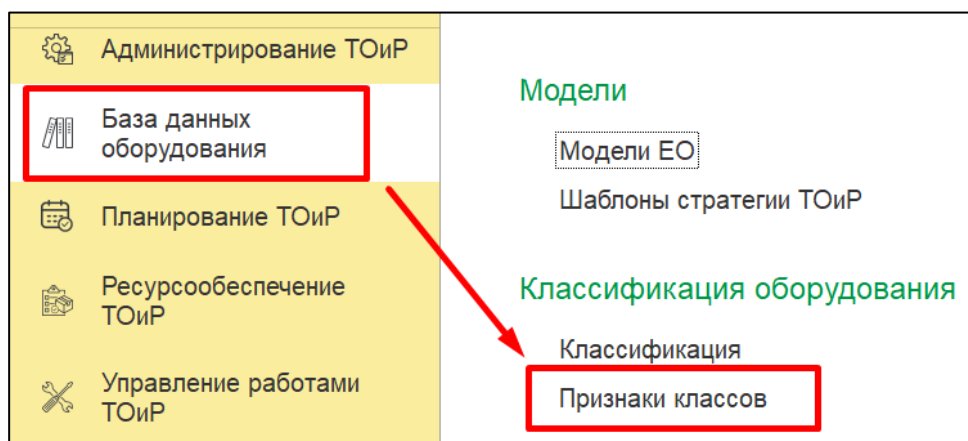 Администрирование ТОиР
База данных
оборудования
Планирование ТОиР
Ресурсообеспечение
ТОиР
Управление работами
ТОиР
Модели
Модели ЕО
Шаблоны стратегии ТОиР
Классификация оборудования
Классификация
Признаки классов